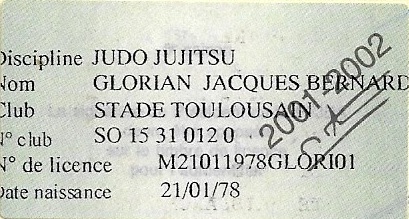 Discipline JUDO JUJITSU
Nom GLORIAN JACQUES BERNARD
Club STADE TOULOUSAIN
N° club SO 15 31 012 0
N° de licence M21011978GLORI01
Date naissance 21/01/78
2001-2002